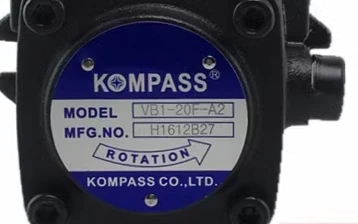 KOMPASS®
MODEL VB1-20F-A2
MFG.NO. H1612B27
ROTATION
KOMPASS CO.,LTD.